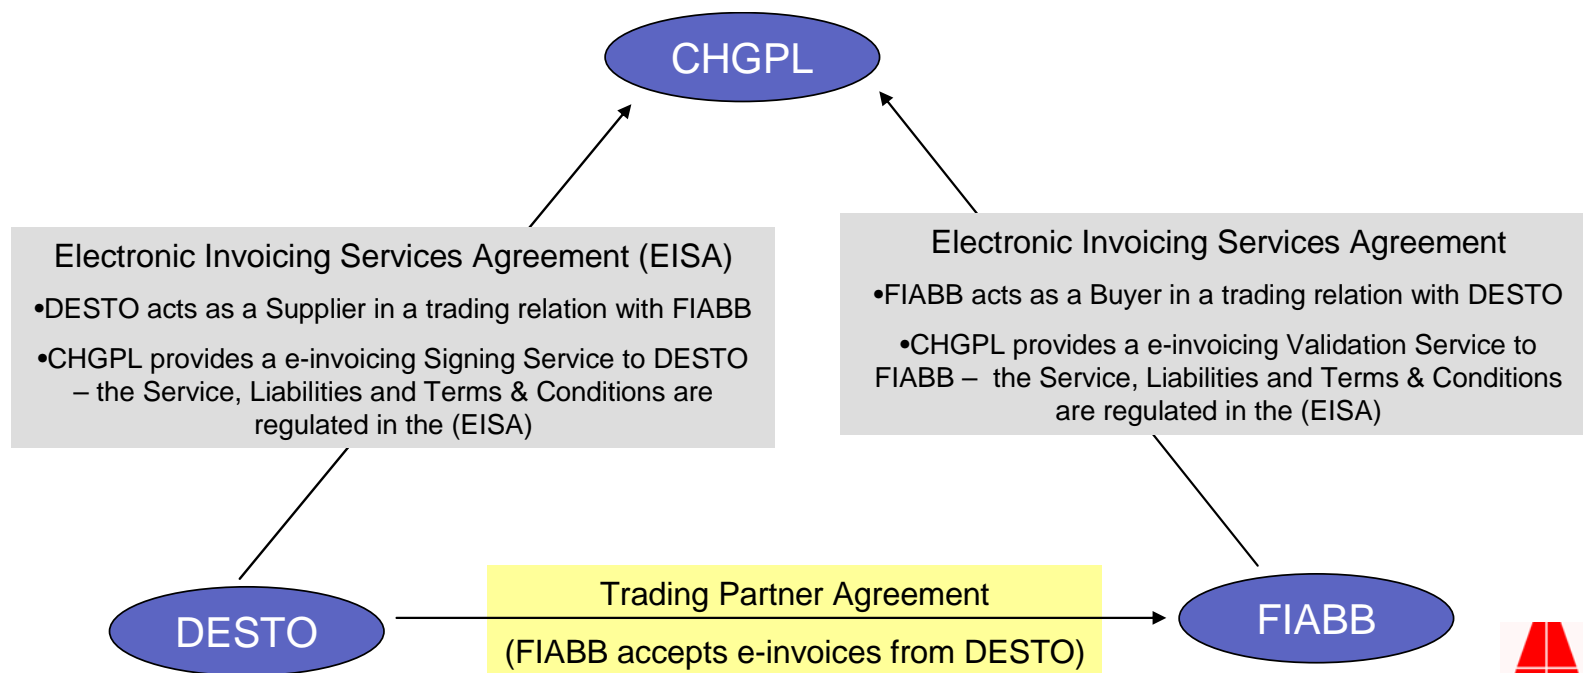 CHGPL
Electronic Invoicing Services Agreement (EISA)
•DESTO acts as a Supplier in a trading relation with FIABB
•CHGPL provides a e-invoicing Signing Service to DESTO
– the Service, Liabilities and Terms & Conditions are
regulated in the (EISA)
Electronic Invoicing Services Agreement
•FIABB acts as a Buyer in a trading relation with DESTO
•CHGPL provides a e-invoicing Validation Service to
FIABB – the Service, Liabilities and Terms & Conditions
are regulated in the (EISA)
DESTO
Trading Partner Agreement
(FIABB accepts e-invoices from DESTO)
FIABB